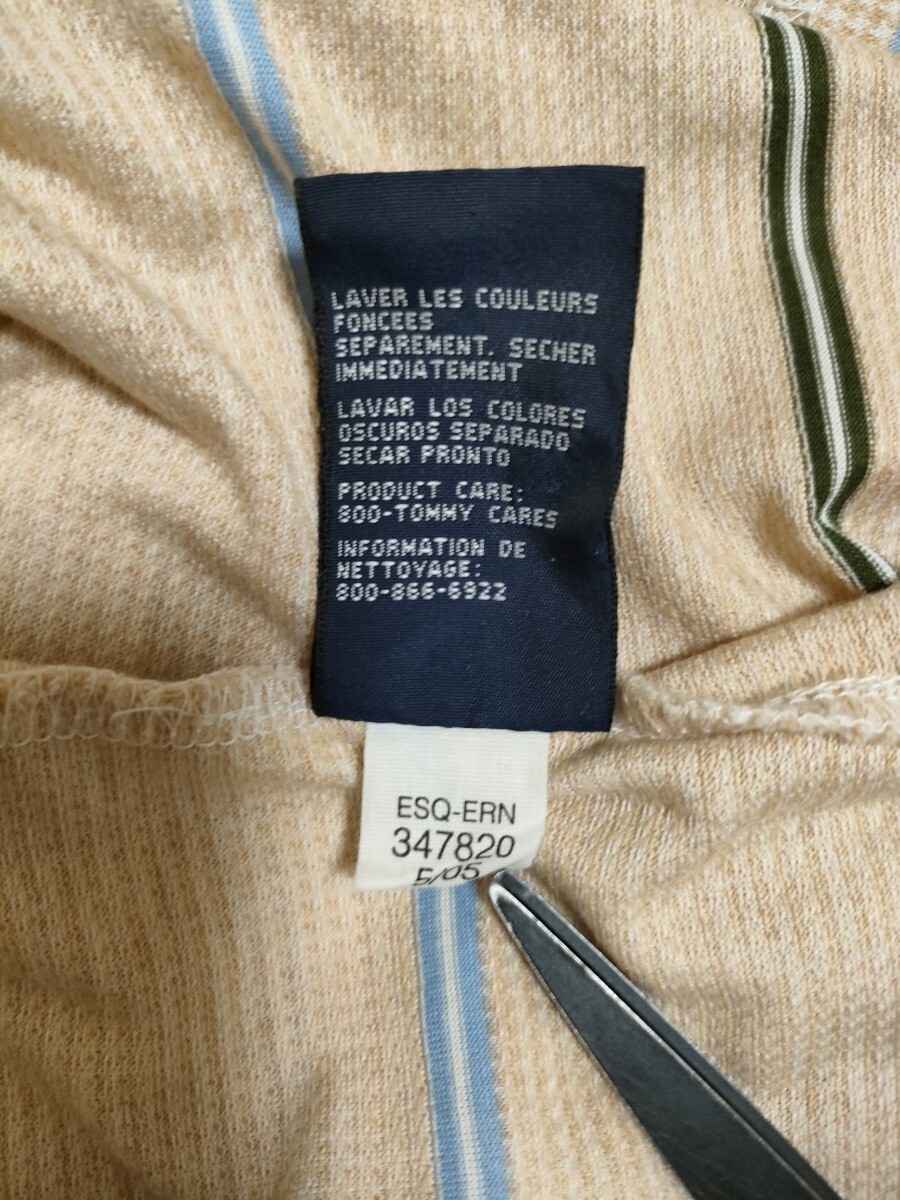 LAVER LES COULEURS
FONCEES
SEPAREMENT. SECHER
IMMEDIATEMENT
LAVAR LOS COLORES
OSCUROS SEPARADO
SECAR PRONTO
PRODUCT CARE:
800-TOMMY CARES
INFORMATION DE
NETTOYAGE:
800-866-6922
ESQ-ERN
347820
5/05